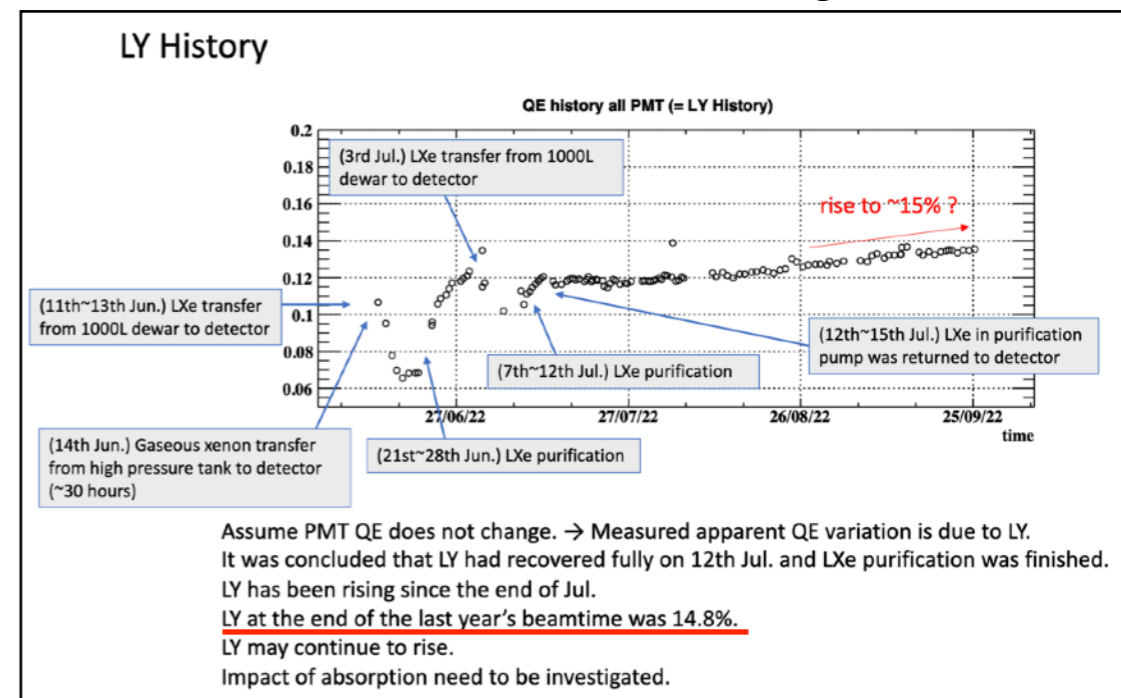 LY History
QE history all PMT (= LY History)
0.2
0.18
0.16
0.14
0.12
0.1
0.08
0.06
(3rd Jul.) LXe transfer from 1000L
dewar to detector
rise to ~15% ?
(11th~13th Jun.) LXe transfer
from 1000L dewar to detector
(12th~15th Jul.) LXe in purification
pump was returned to detector
(7th~12th Jul.) LXe purification
27/06/22
27/07/22
26/08/22
25/09/22
time
(14th Jun.) Gaseous xenon transfer
from high pressure tank to detector
(~30 hours)
(21st~28th Jun.) LXe purification
Assume PMT QE does not change. → Measured apparent QE variation is due to LY.
It was concluded that LY had recovered fully on 12th Jul. and LXe purification was finished.
LY has been rising since the end of Jul.
LY at the end of the last year's beamtime was 14.8%.
LY may continue to rise.
Impact of absorption need to be investigated.